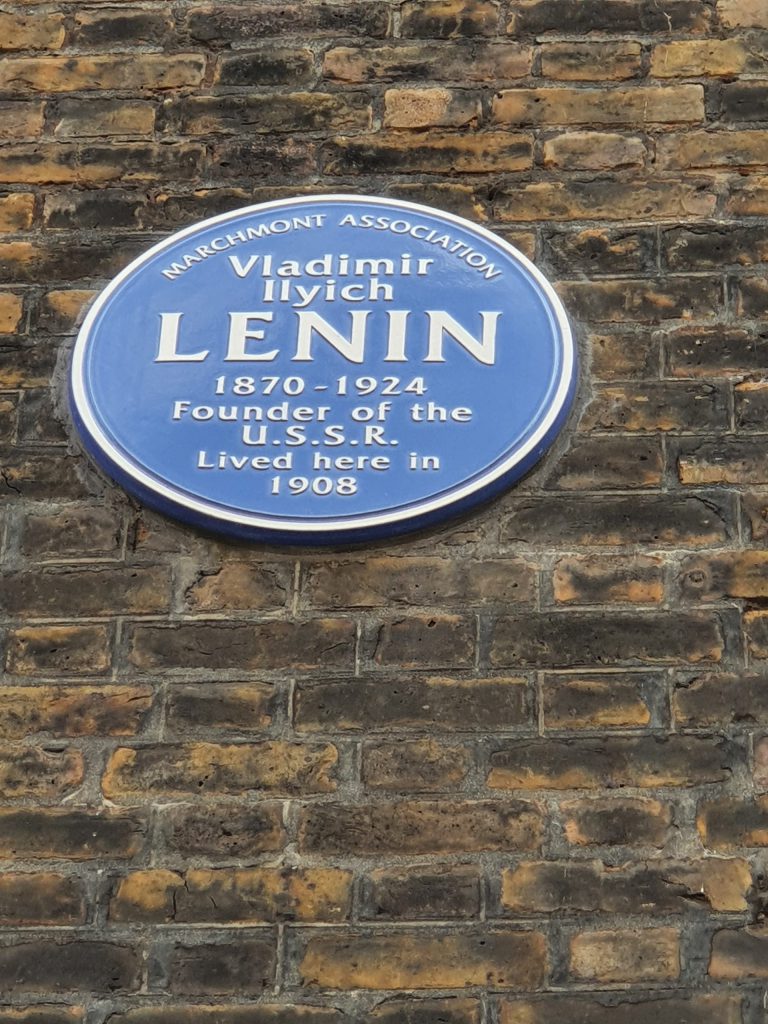 MARCHMONT ASSOCIATION
Vladimir
Ilyich
LENIN
1870-1924
Founder of the
U.S.S.R.
Lived here in
1908